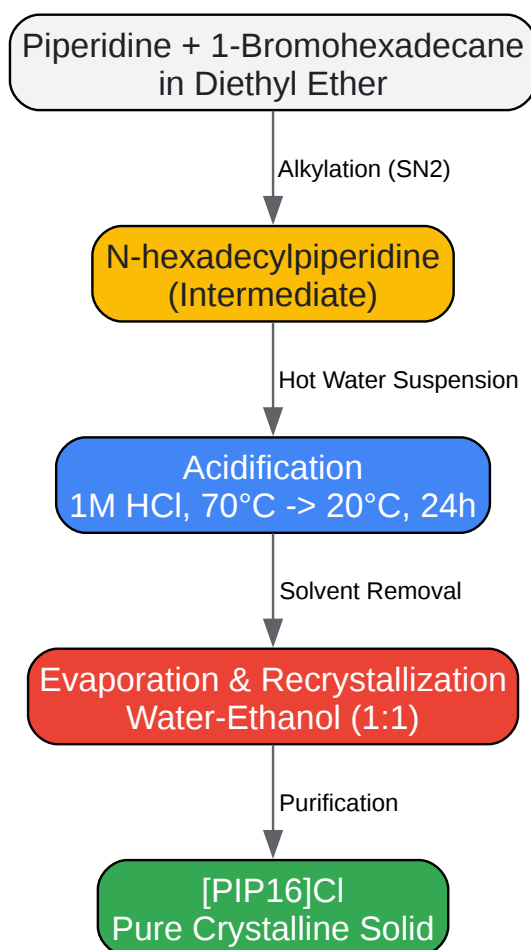 Piperidine + 1-Bromohexadecane
in Diethyl Ether
Alkylation (SN2)
N-hexadecylpiperidine
(Intermediate)
Hot Water Suspension
Acidification
1M HCl, 70°C -> 20°C, 24h
Solvent Removal
Evaporation & Recrystallization
Water-Ethanol (1:1)
Purification
[PIP16]Cl
Pure Crystalline Solid